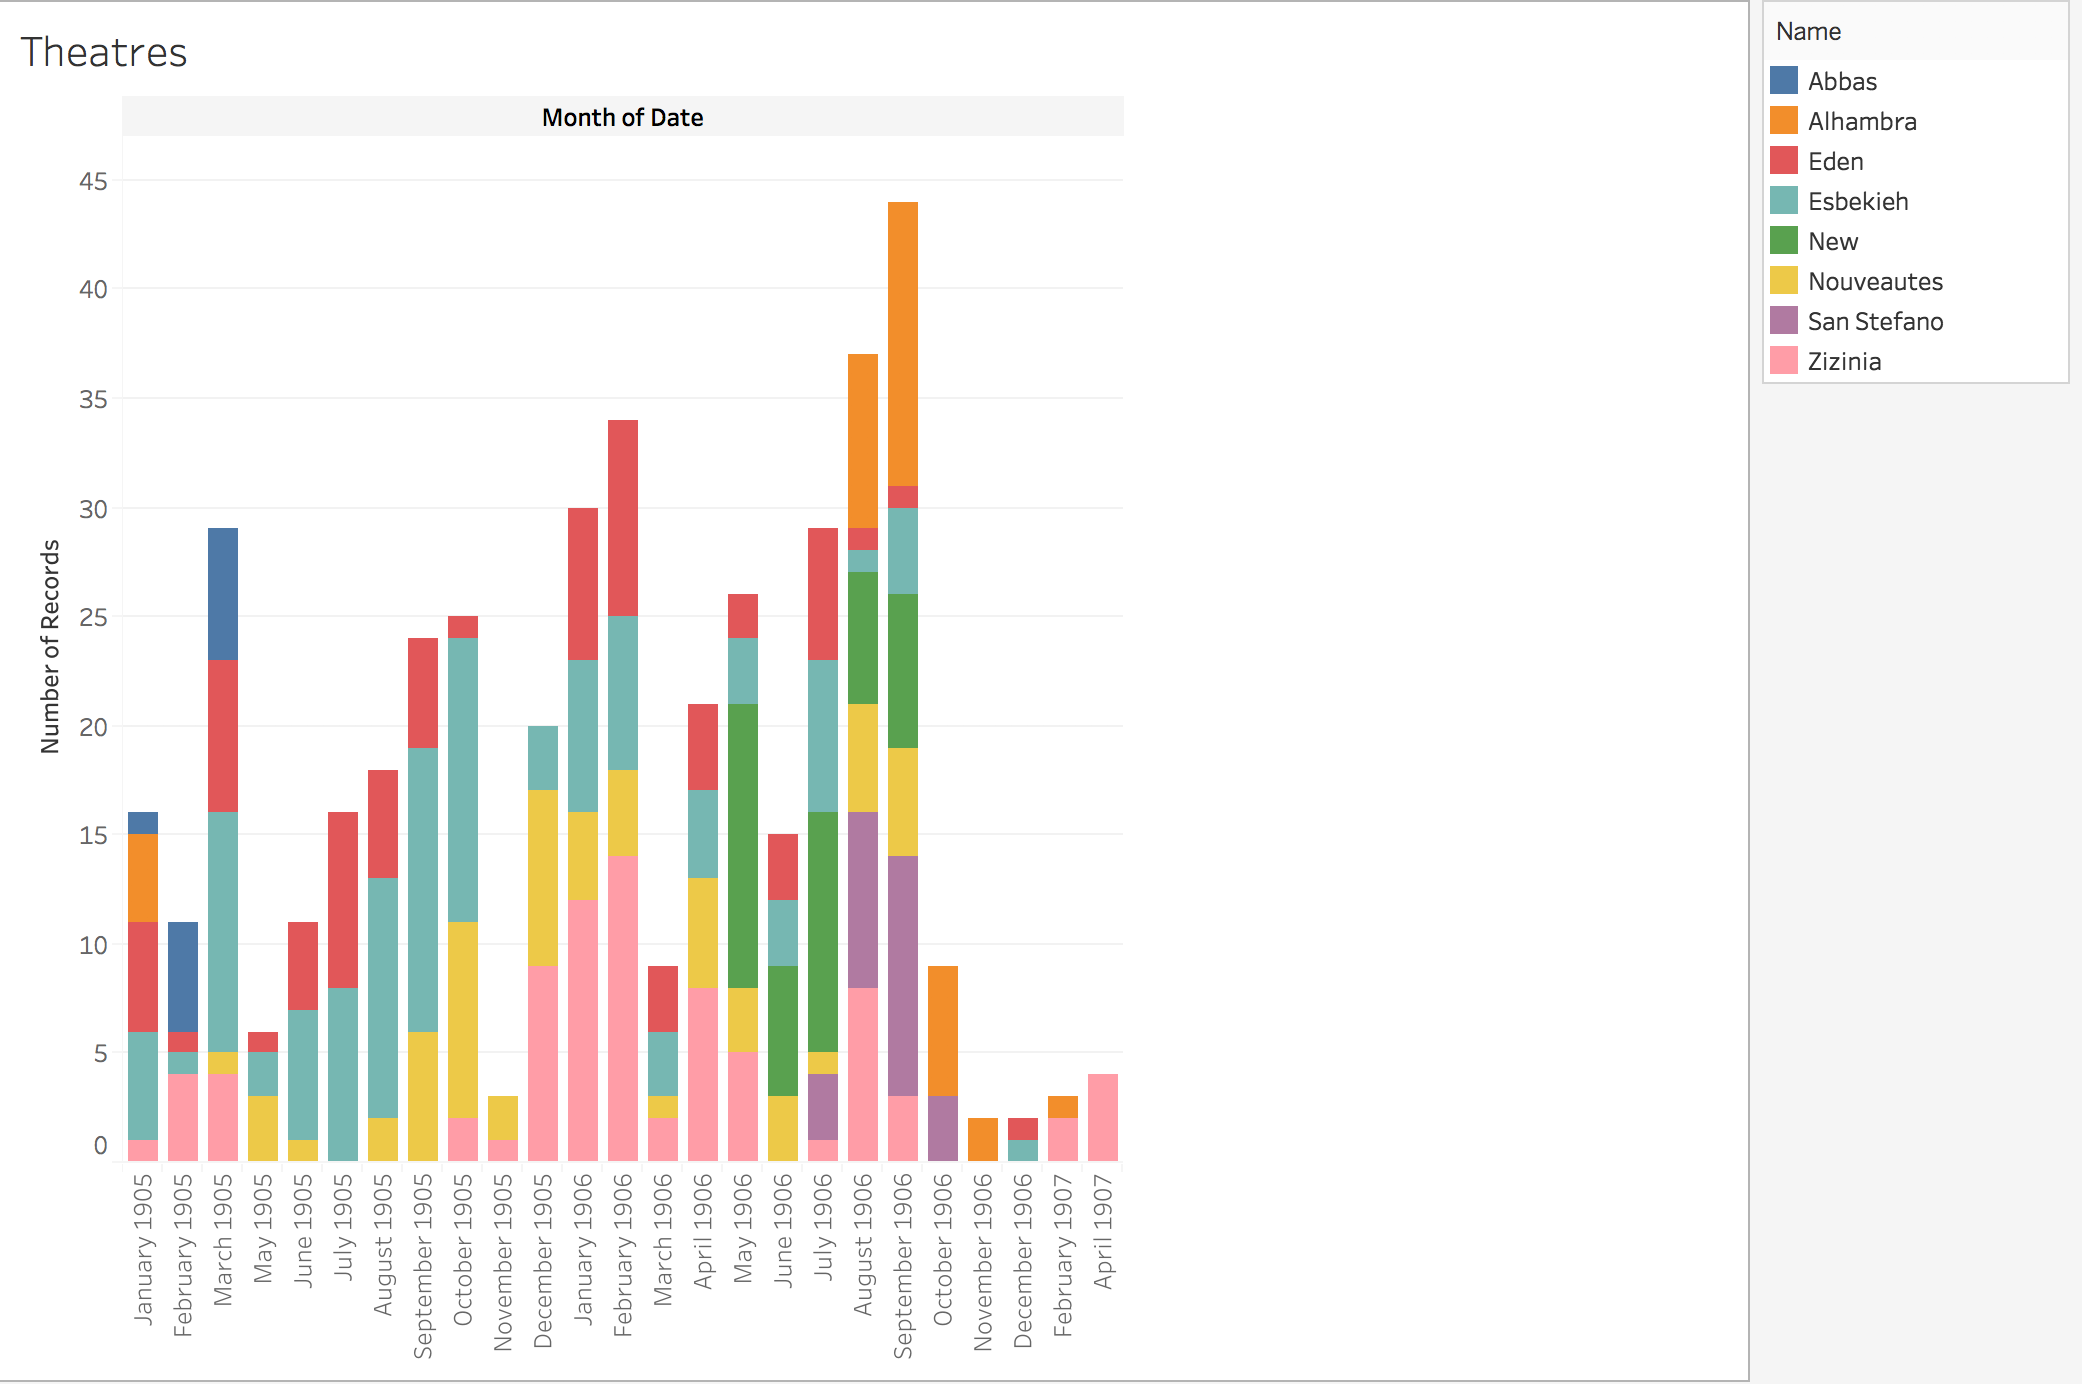 Theatres
Month of Date
Number of Records
45
40
35
30
25
20
15
10
5
0
January 1905
February 1905
March 1905
May 1905
June 1905
July 1905
August 1905
September 1905
October 1905
November 1905
December 1905
January 1906
February 1906
March 1906
April 1906
May 1906
June 1906
July 1906
August 1906
September 1906
October 1906
November 1906
December 1906
February 1907
April 1907
Name
Abbas
Alhambra
Eden
Esbekieh
New
Nouveautes
San Stefano
Zizinia